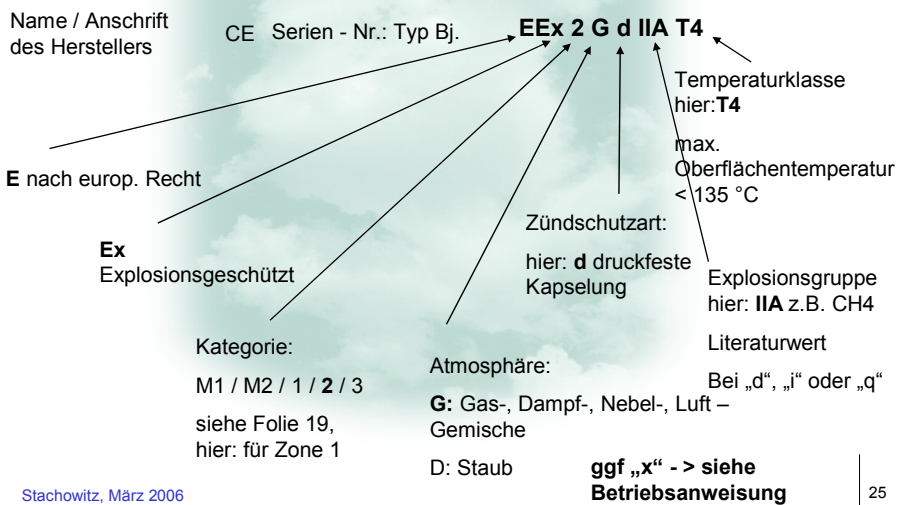 Name / Anschrift
des Herstellers
CE Serien - Nr.: Typ Bj.
EEx 2 G d IIA T4
Temperaturklasse
hier:T4
max.
Oberflächentemperatur
< 135 °C
E nach europ. Recht
Ex
Explosionsgeschützt
Zündschutzart:
hier: d druckfeste
Kapselung
Explosionsgruppe
hier: IIA z.B. CH4
Literaturwert
Bei „d“, „i“ oder „q“
Kategorie:
M1 / M2 / 1 / 2 / 3
siehe Folie 19,
hier: für Zone 1
Atmosphäre:
G: Gas-, Dampf-, Nebel-, Luft –
Gemische
D: Staub
ggf „x“ - > siehe
Betriebsanweisung
Stachowitz, März 2006
25